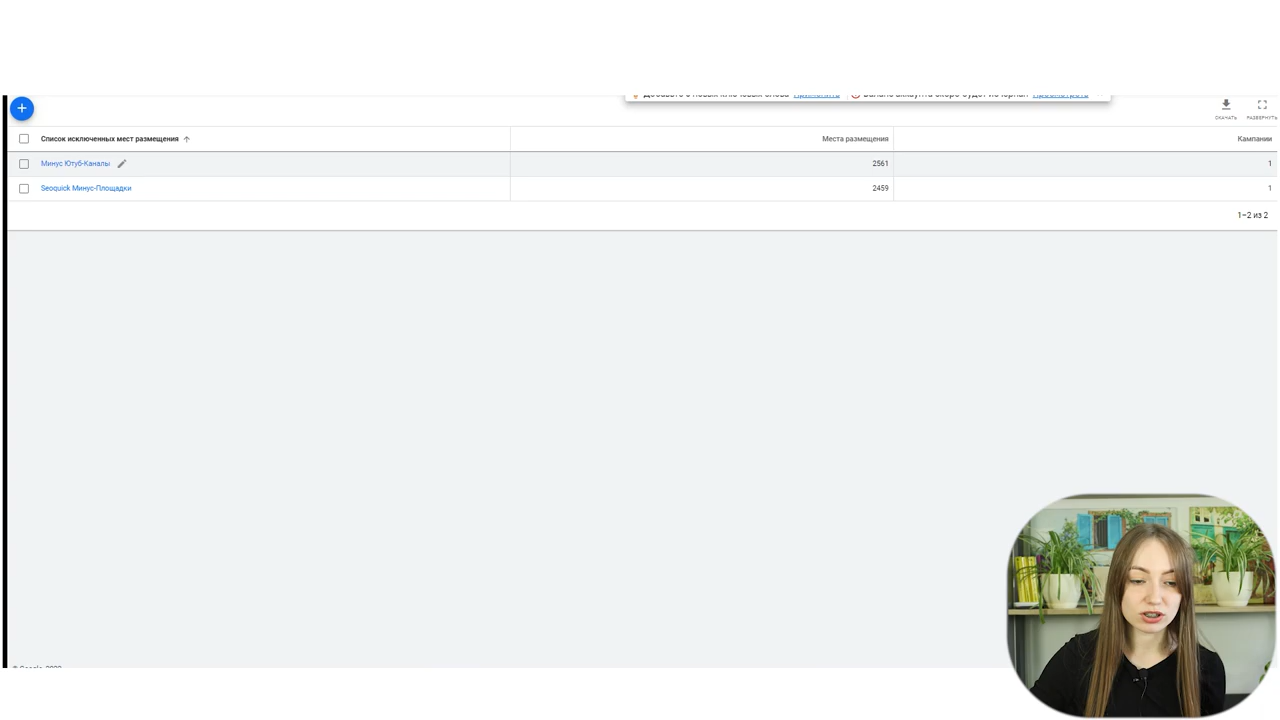 СКАЧАТЬ
РАЗВЕРНУТЬ
Список исключенных мест размещения
Места размещения
Кампании
Минус Ютуб-Каналы
2561
1
Seoquick Минус-Площадки
2459
1
1–2 из 2